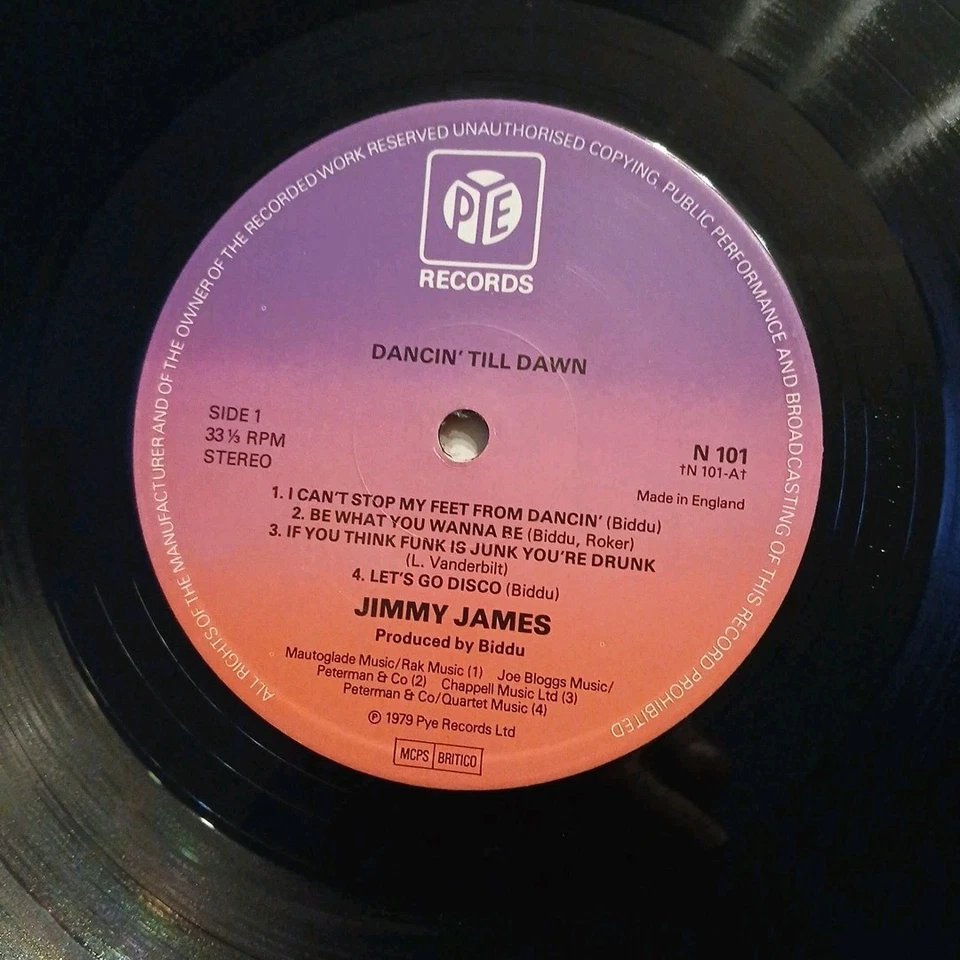 ALL RIGHTS OF THE MANUFACTURER AND OF THE OWNER OF THE RECORDED WORK RESERVED UNAUTHORISED COPYING, PUBLIC PERFORMANCE AND BROADCASTING OF THIS RECORD PROHIBITED
PYE
RECORDS
DANCIN' TILL DAWN
SIDE 1
33⅓ RPM
STEREO
N 101
†N 101-A†
Made in England
1. I CAN'T STOP MY FEET FROM DANCIN' (Biddu)
2. BE WHAT YOU WANNA BE (Biddu, Roker)
3. IF YOU THINK FUNK IS JUNK YOU'RE DRUNK
(L. Vanderbilt)
4. LET'S GO DISCO (Biddu)
JIMMY JAMES
Produced by Biddu
Mautoglade Music/Rak Music (1) Joe Bloggs Music/
Peterman & Co (2) Chappell Music Ltd (3)
Peterman & Co/Quartet Music (4)
℗ 1979 Pye Records Ltd
MCPS BRITICO